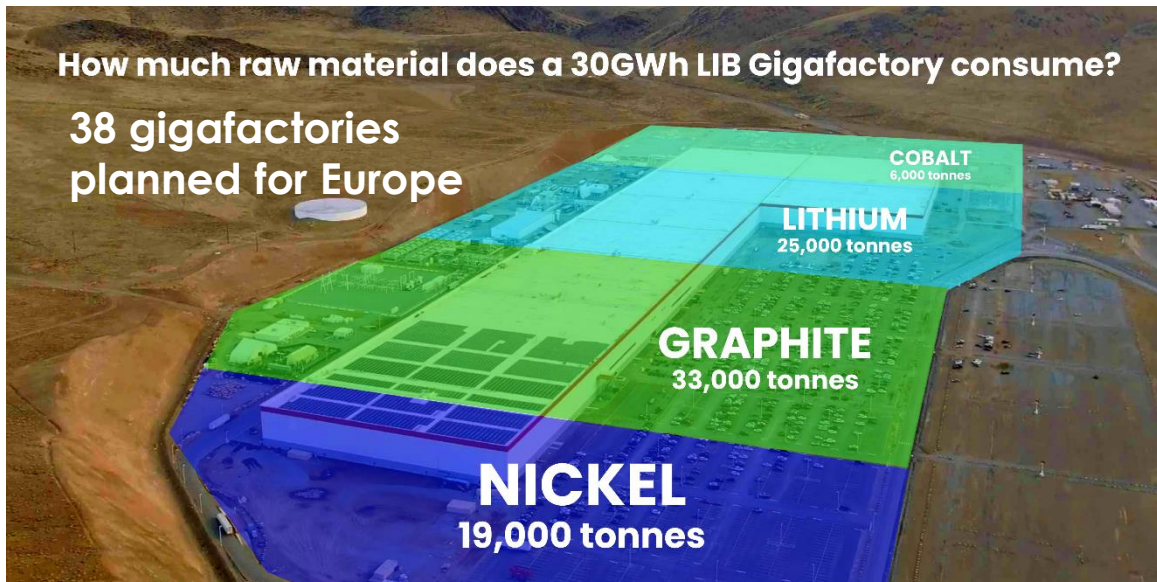 How much raw material does a 30GWh LIB Gigafactory consume?
38 gigafactories
planned for Europe
COBALT
6,000 tonnes
LITHIUM
25,000 tonnes
GRAPHITE
33,000 tonnes
NICKEL
19,000 tonnes